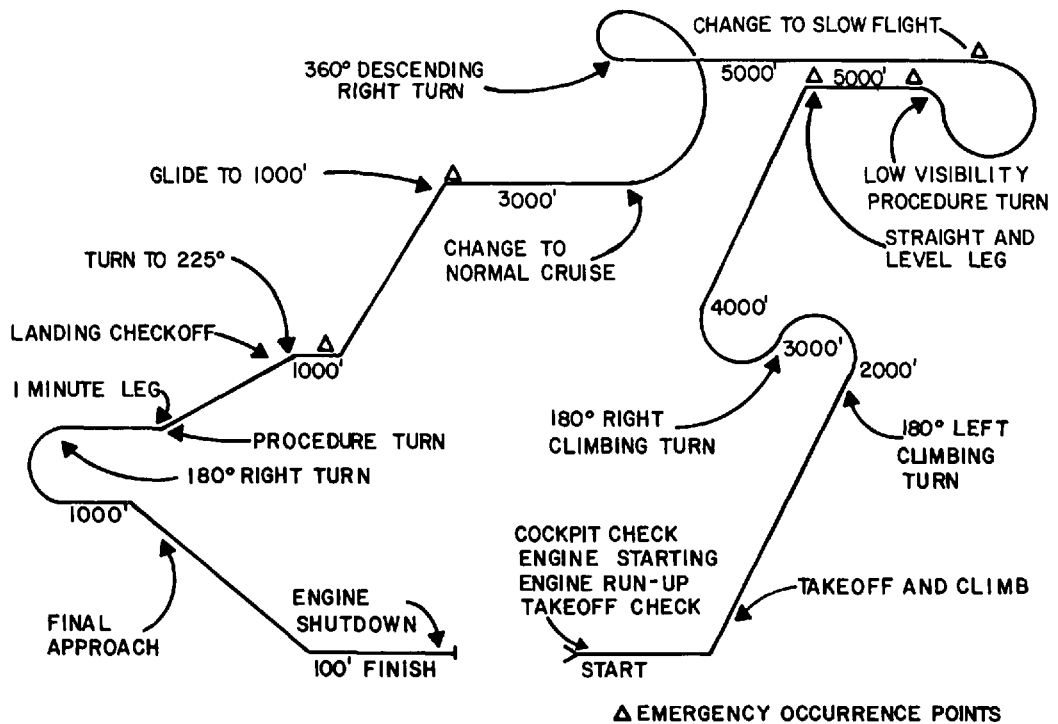 CHANGE TO SLOW FLIGHT
360° DESCENDING
RIGHT TURN
5000'
5000'
GLIDE TO 1000'
3000'
LOW VISIBILITY
PROCEDURE TURN
STRAIGHT AND
LEVEL LEG
CHANGE TO
NORMAL CRUISE
TURN TO 225°
LANDING CHECKOFF
1000'
4000'
3000'
2000'
1 MINUTE LEG
PROCEDURE TURN
180° RIGHT TURN
180° RIGHT
CLIMBING TURN
180° LEFT
CLIMBING
TURN
1000'
COCKPIT CHECK
ENGINE STARTING
ENGINE RUN-UP
TAKEOFF CHECK
TAKEOFF AND CLIMB
FINAL
APPROACH
ENGINE
SHUTDOWN
100' FINISH
START
Δ EMERGENCY OCCURRENCE POINTS